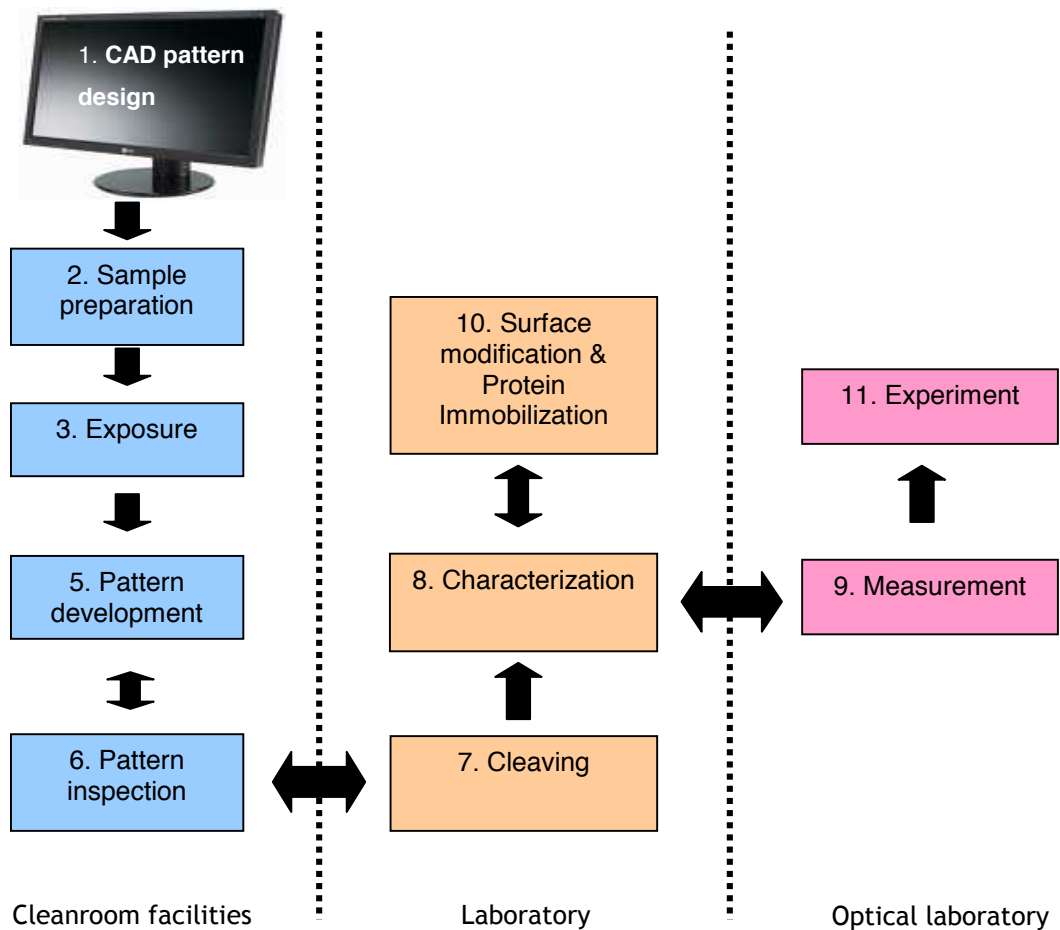 1. CAD pattern
design
2. Sample
preparation
3. Exposure
5. Pattern
development
6. Pattern
inspection
Cleanroom facilities
10. Surface
modification &
Protein
Immobilization
8. Characterization
7. Cleaving
Laboratory
11. Experiment
9. Measurement
Optical laboratory